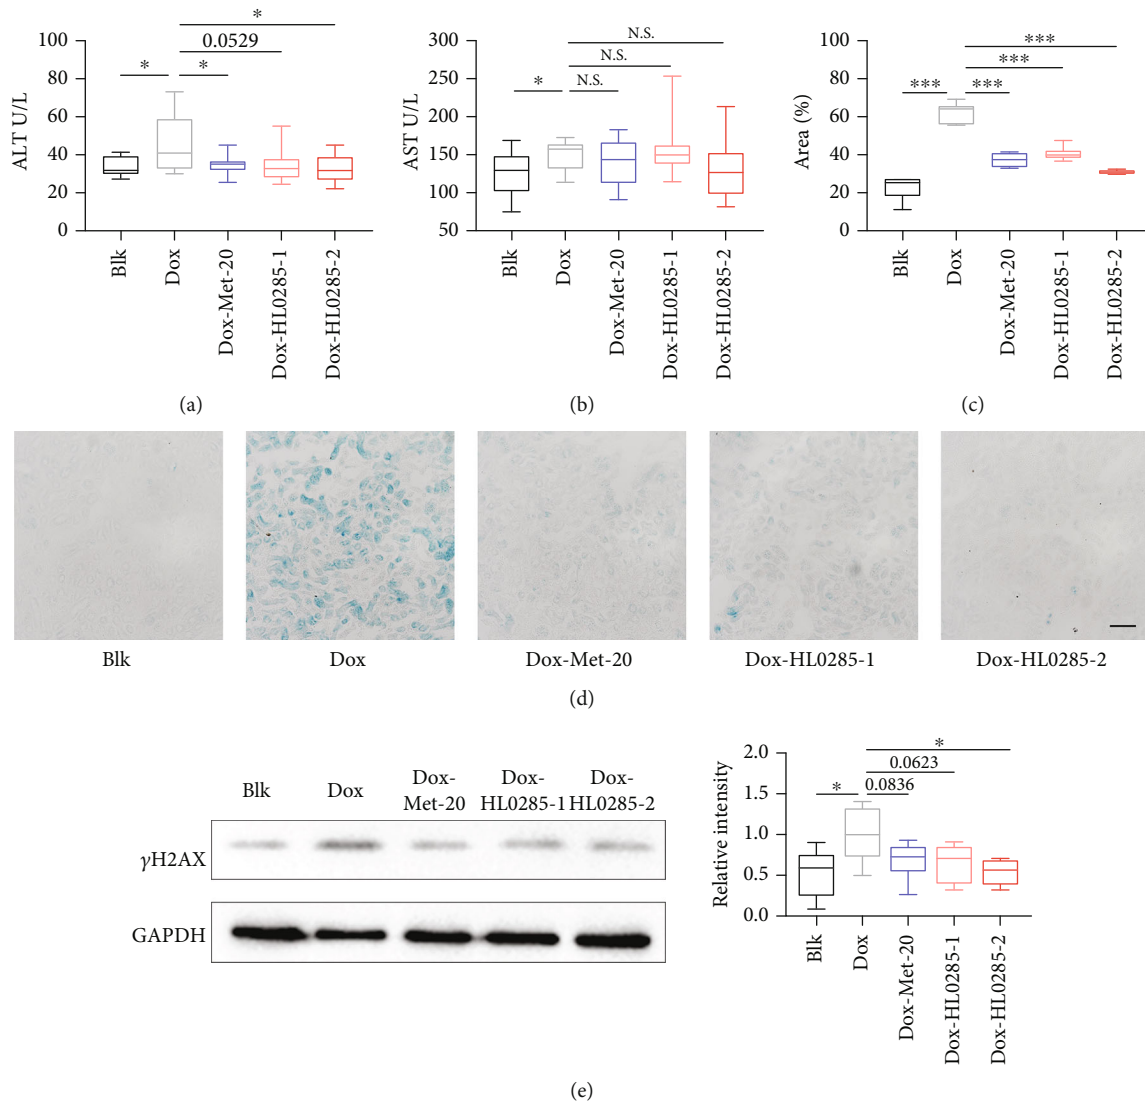 *
0.0529
* *
100
80
60
40
20
0
ALT U/L
Blk
Dox
Dox-Met-20
Dox-HL0285-1
Dox-HL0285-2
(a)
N.S.
N.S.
* N.S.
300
250
200
150
100
50
AST U/L
Blk
Dox
Dox-Met-20
Dox-HL0285-1
Dox-HL0285-2
(b)
***
***
*** ***
100
80
60
40
20
0
Area (%)
Blk
Dox
Dox-Met-20
Dox-HL0285-1
Dox-HL0285-2
(c)
Blk Dox Dox-Met-20 Dox-HL0285-1 Dox-HL0285-2
(d)
Blk Dox Dox- Dox- Dox-
Met-20 HL0285-1 HL0285-2
γH2AX
GAPDH
*
0.0623
* 0.0836
2.0
1.5
1.0
0.5
0.0
Relative intensity
Blk
Dox
Dox-Met-20
Dox-HL0285-1
Dox-HL0285-2
(e)